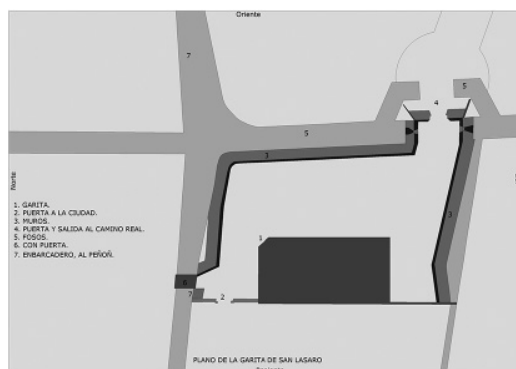 Oriente
7
5
4
5
3
Norte
1. GARITA.
2. PUERTA A LA CIUDAD.
3. MUROS.
4. PUERTA Y SALIDA AL CAMINO REAL.
5. FOSOS.
6. CON PUERTA.
7. ENBARCADERO, AL PEÑOÑ.
3
1
6
7
2
PLANO DE LA GARITA DE SAN LASARO